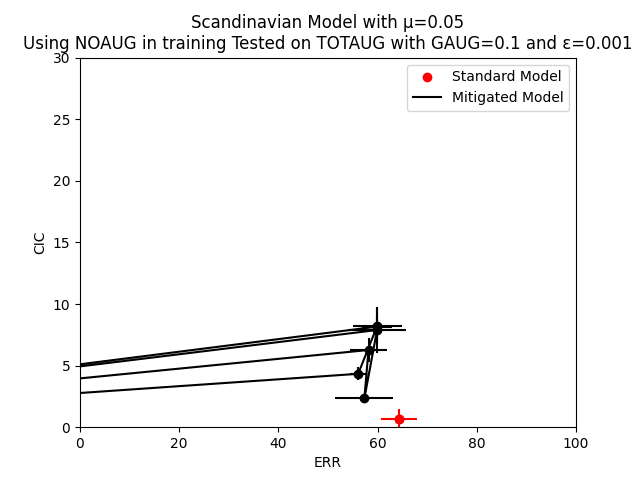 Scandinavian Model with μ=0.05
Using NOAUG in training Tested on TOTAUG with GAUG=0.1 and ε=0.001
30
25
20
15
10
5
0
CIC
Standard Model
Mitigated Model
0 20 40 60 80 100
ERR